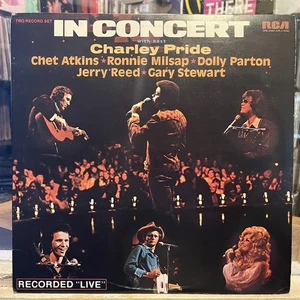 TWO RECORD SET
IN CONCERT
RCA
WITH HOST
Charley Pride
Chet Atkins ★ Ronnie Milsap ★ Dolly Parton
Jerry Reed ★ Gary Stewart
RECORDED "LIVE"